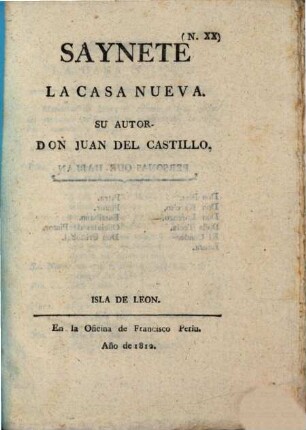 (N. XX)
SAYNETE
LA CASA NUEVA.
SU AUTOR-
DON JUAN DEL CASTILLO.
ISLA DE LEON.
En la Oficina de Francisco Periu.
Año de 1812.